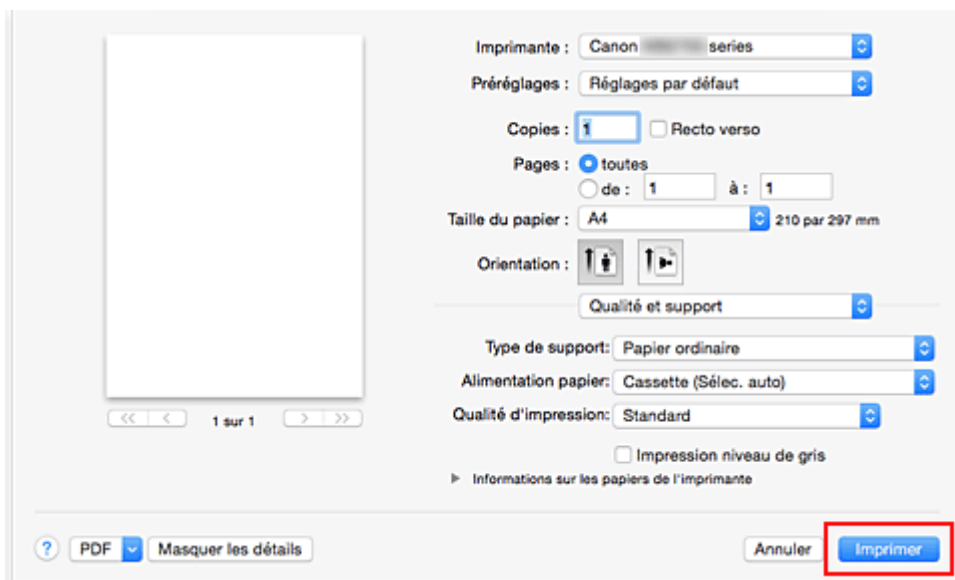 Imprimante : Canon series
Préréglages : Réglages par défaut
Copies : 1 Recto verso
Pages : toutes
de : 1 à : 1
Taille du papier : A4 210 par 297 mm
Orientation :
Qualité et support
Type de support: Papier ordinaire
Alimentation papier: Cassette (Sélec. auto)
Qualité d'impression: Standard
<< < 1 sur 1 > >>
Impression niveau de gris
Informations sur les papiers de l'imprimante
? PDF Masquer les détails Annuler Imprimer